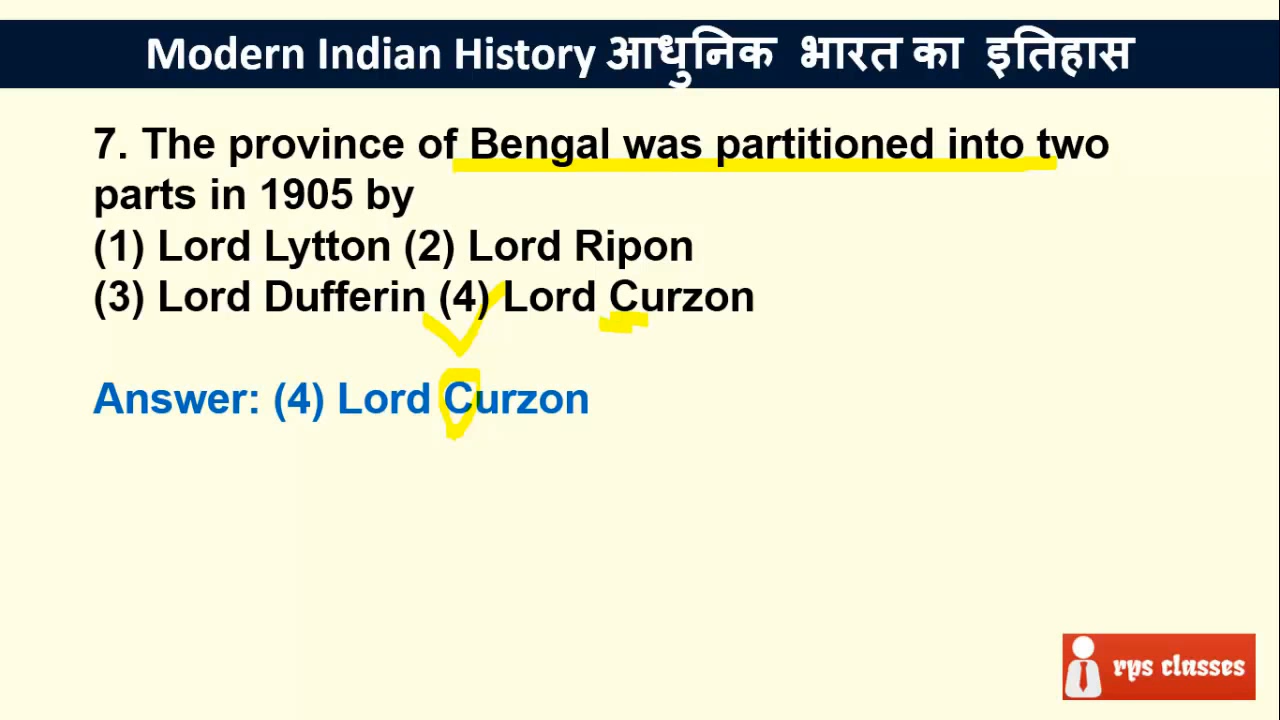 Modern Indian History आधुनिक भारत का इतिहास
7. The province of Bengal was partitioned into two
parts in 1905 by
(1) Lord Lytton (2) Lord Ripon
(3) Lord Dufferin (4) Lord Curzon
Answer: (4) Lord Curzon
rps classes